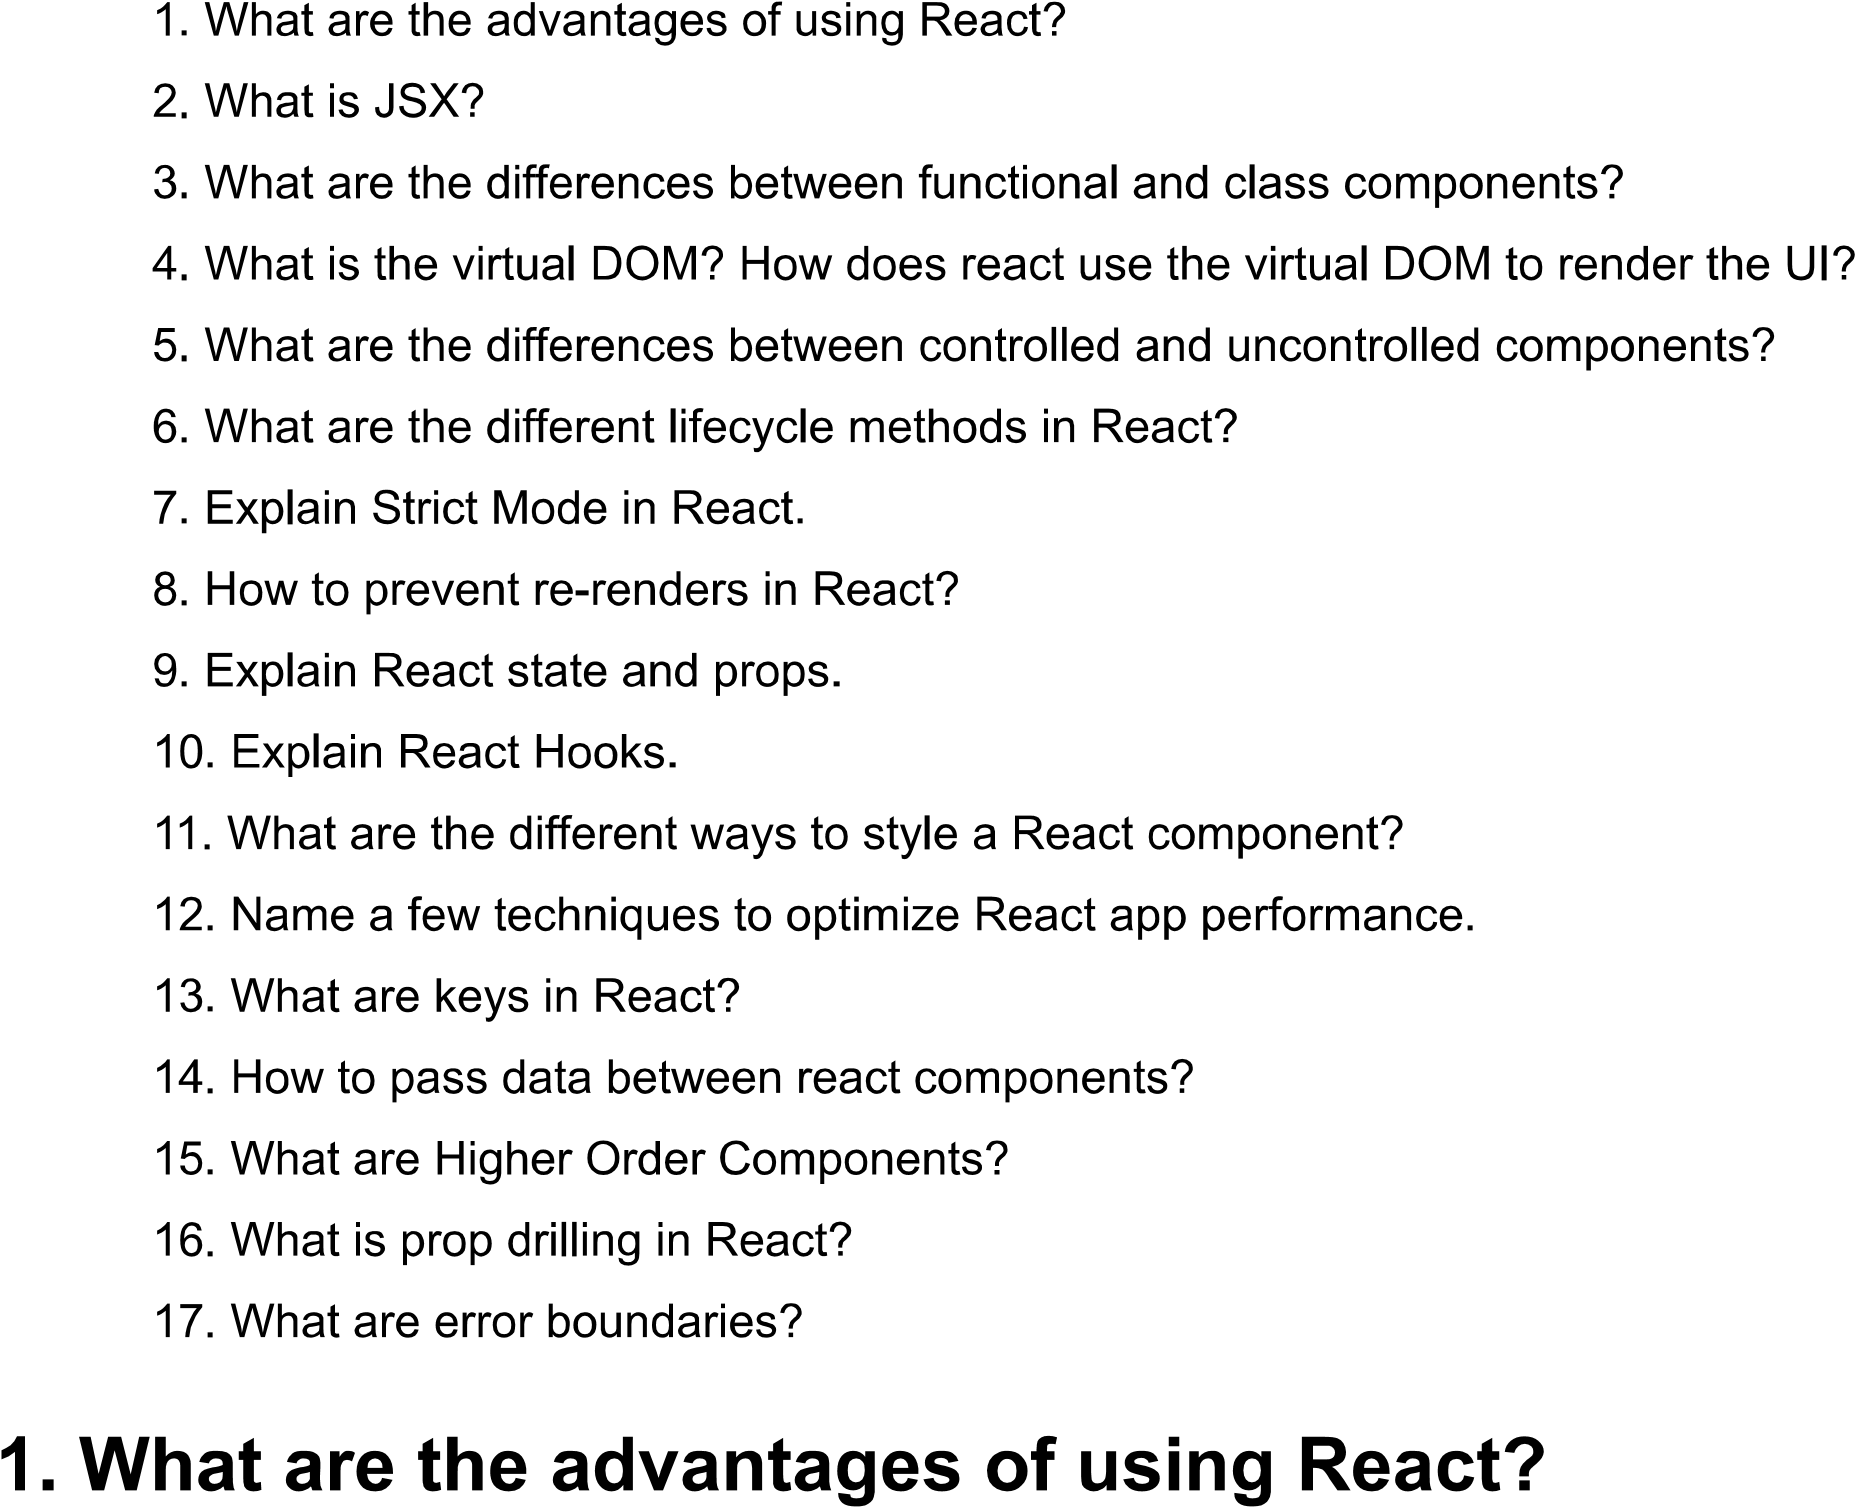 1. What are the advantages of using React?
2. What is JSX?
3. What are the differences between functional and class components?
4. What is the virtual DOM? How does react use the virtual DOM to render the UI?
5. What are the differences between controlled and uncontrolled components?
6. What are the different lifecycle methods in React?
7. Explain Strict Mode in React.
8. How to prevent re-renders in React?
9. Explain React state and props.
10. Explain React Hooks.
11. What are the different ways to style a React component?
12. Name a few techniques to optimize React app performance.
13. What are keys in React?
14. How to pass data between react components?
15. What are Higher Order Components?
16. What is prop drilling in React?
17. What are error boundaries?
1. What are the advantages of using React?